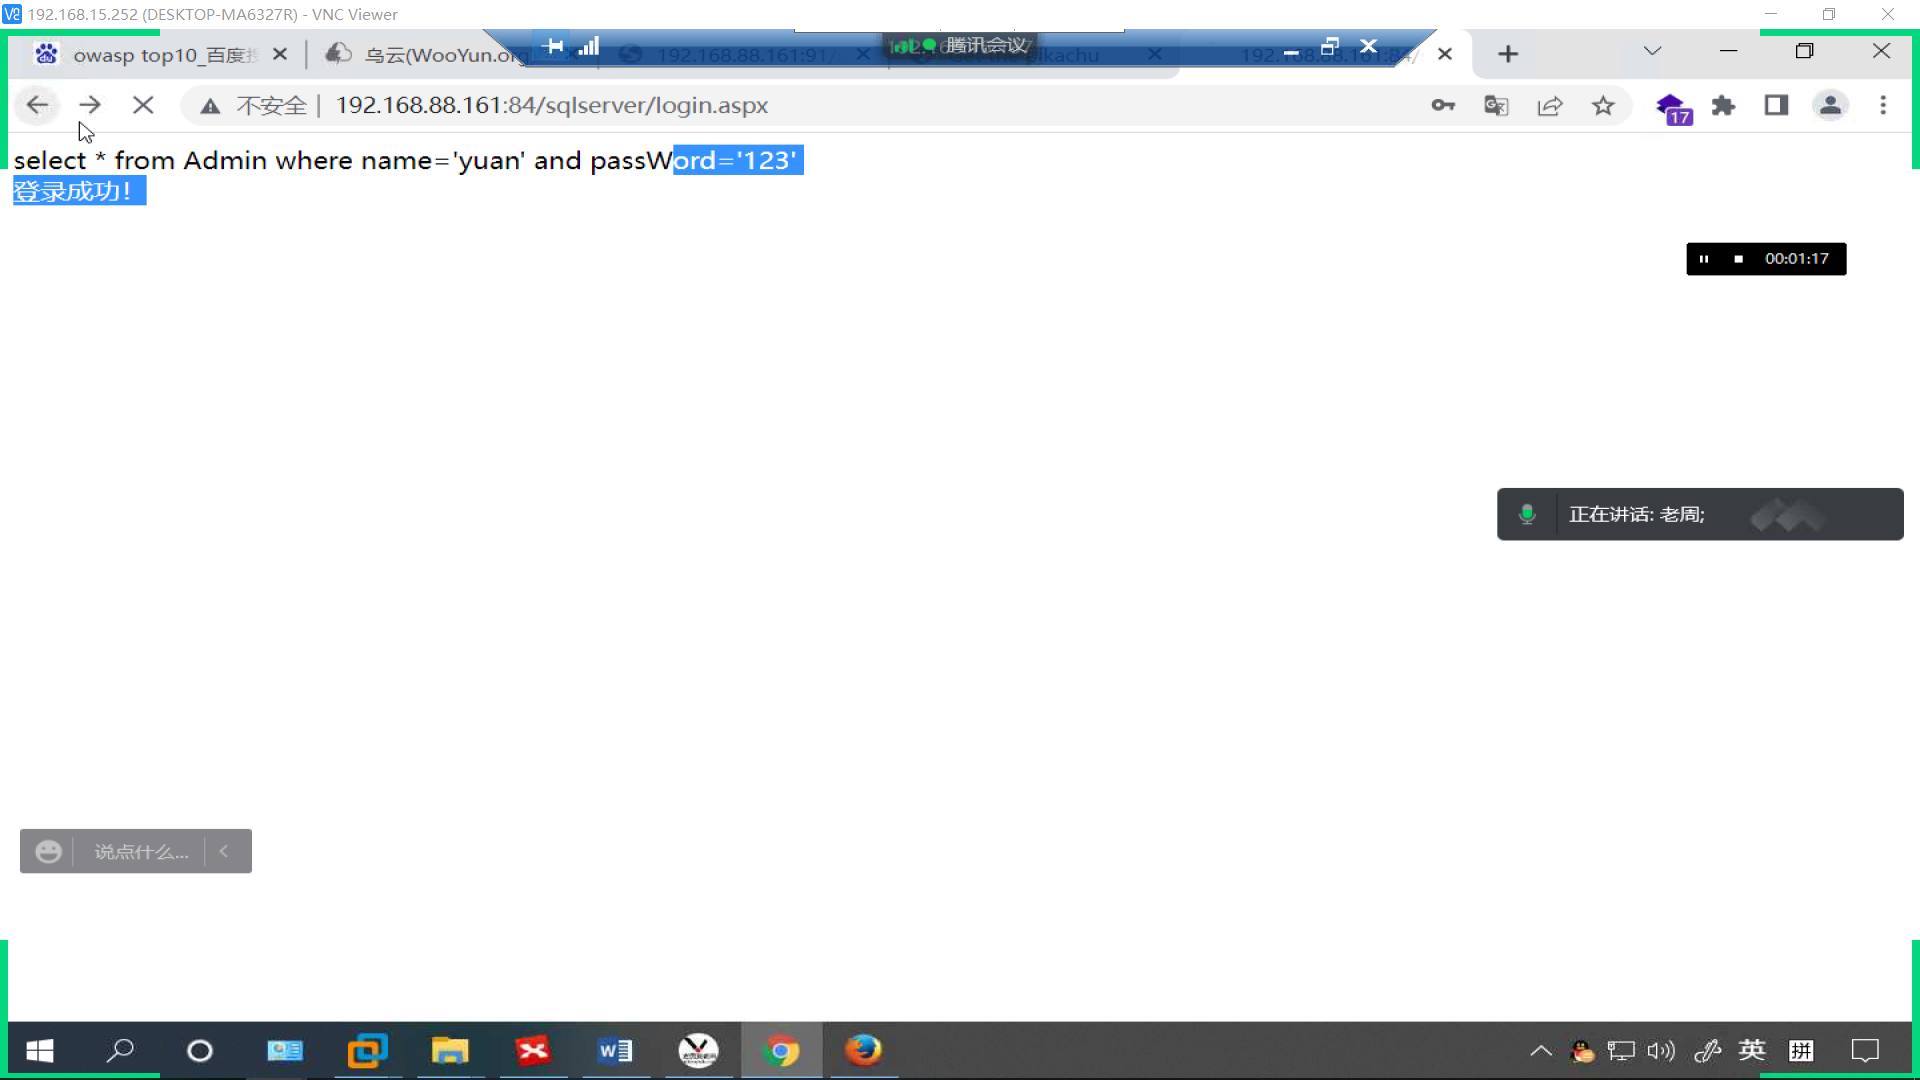 192.168.15.252 (DESKTOP-MA6327R) - VNC Viewer
owasp top10_百度
乌云(WooYun.org
192.168.88.161:91/
腾讯会议
kachu
192.168.88.161:84/
不安全 | 192.168.88.161:84/sqlserver/login.aspx
17
select * from Admin where name='yuan' and passWord='123'
登录成功！
00:01:17
正在讲话: 老周;
说点什么...
英
拼